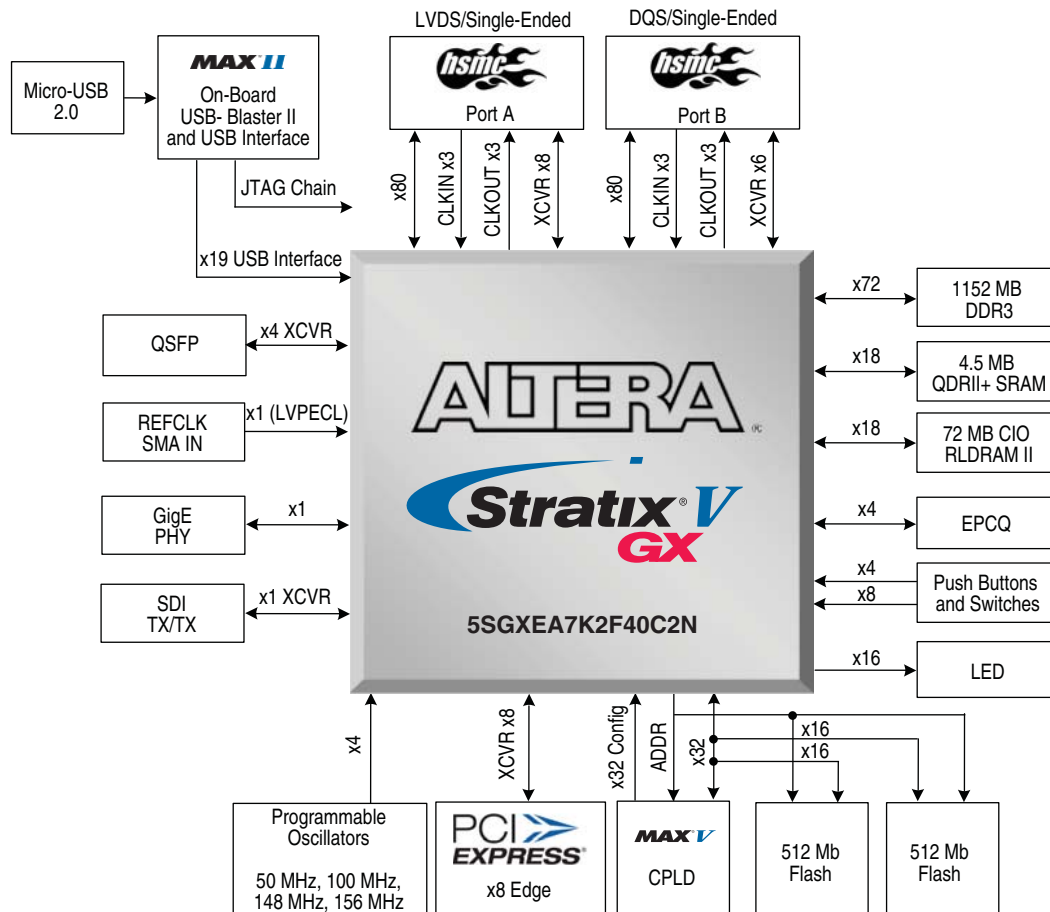 LVDS/Single-Ended
DQS/Single-Ended
Micro-USB
2.0
MAX II
On-Board
USB- Blaster II
and USB Interface
hsmc
Port A
hsmc
Port B
JTAG Chain
x19 USB Interface
x80
CLKIN x3
CLKOUT x3
XCVR x8
x80
CLKIN x3
CLKOUT x3
XCVR x6
QSFP
x4 XCVR
REFCLK
SMA IN
x1 (LVPECL)
GigE
PHY
x1
SDI
TX/TX
x1 XCVR
ALTERA
®
Stratix® V
GX
5SGXEA7K2F40C2N
x72
1152 MB
DDR3
x18
4.5 MB
QDRII+ SRAM
x18
72 MB CIO
RLDRAM II
x4
EPCQ
x4
x8
Push Buttons
and Switches
x16
LED
x4
XCVR x8
x32 Config
ADDR
x32
x16
x16
Programmable
Oscillators
50 MHz, 100 MHz,
148 MHz, 156 MHz
PCI
EXPRESS®
x8 Edge
MAX V
CPLD
512 Mb
Flash
512 Mb
Flash